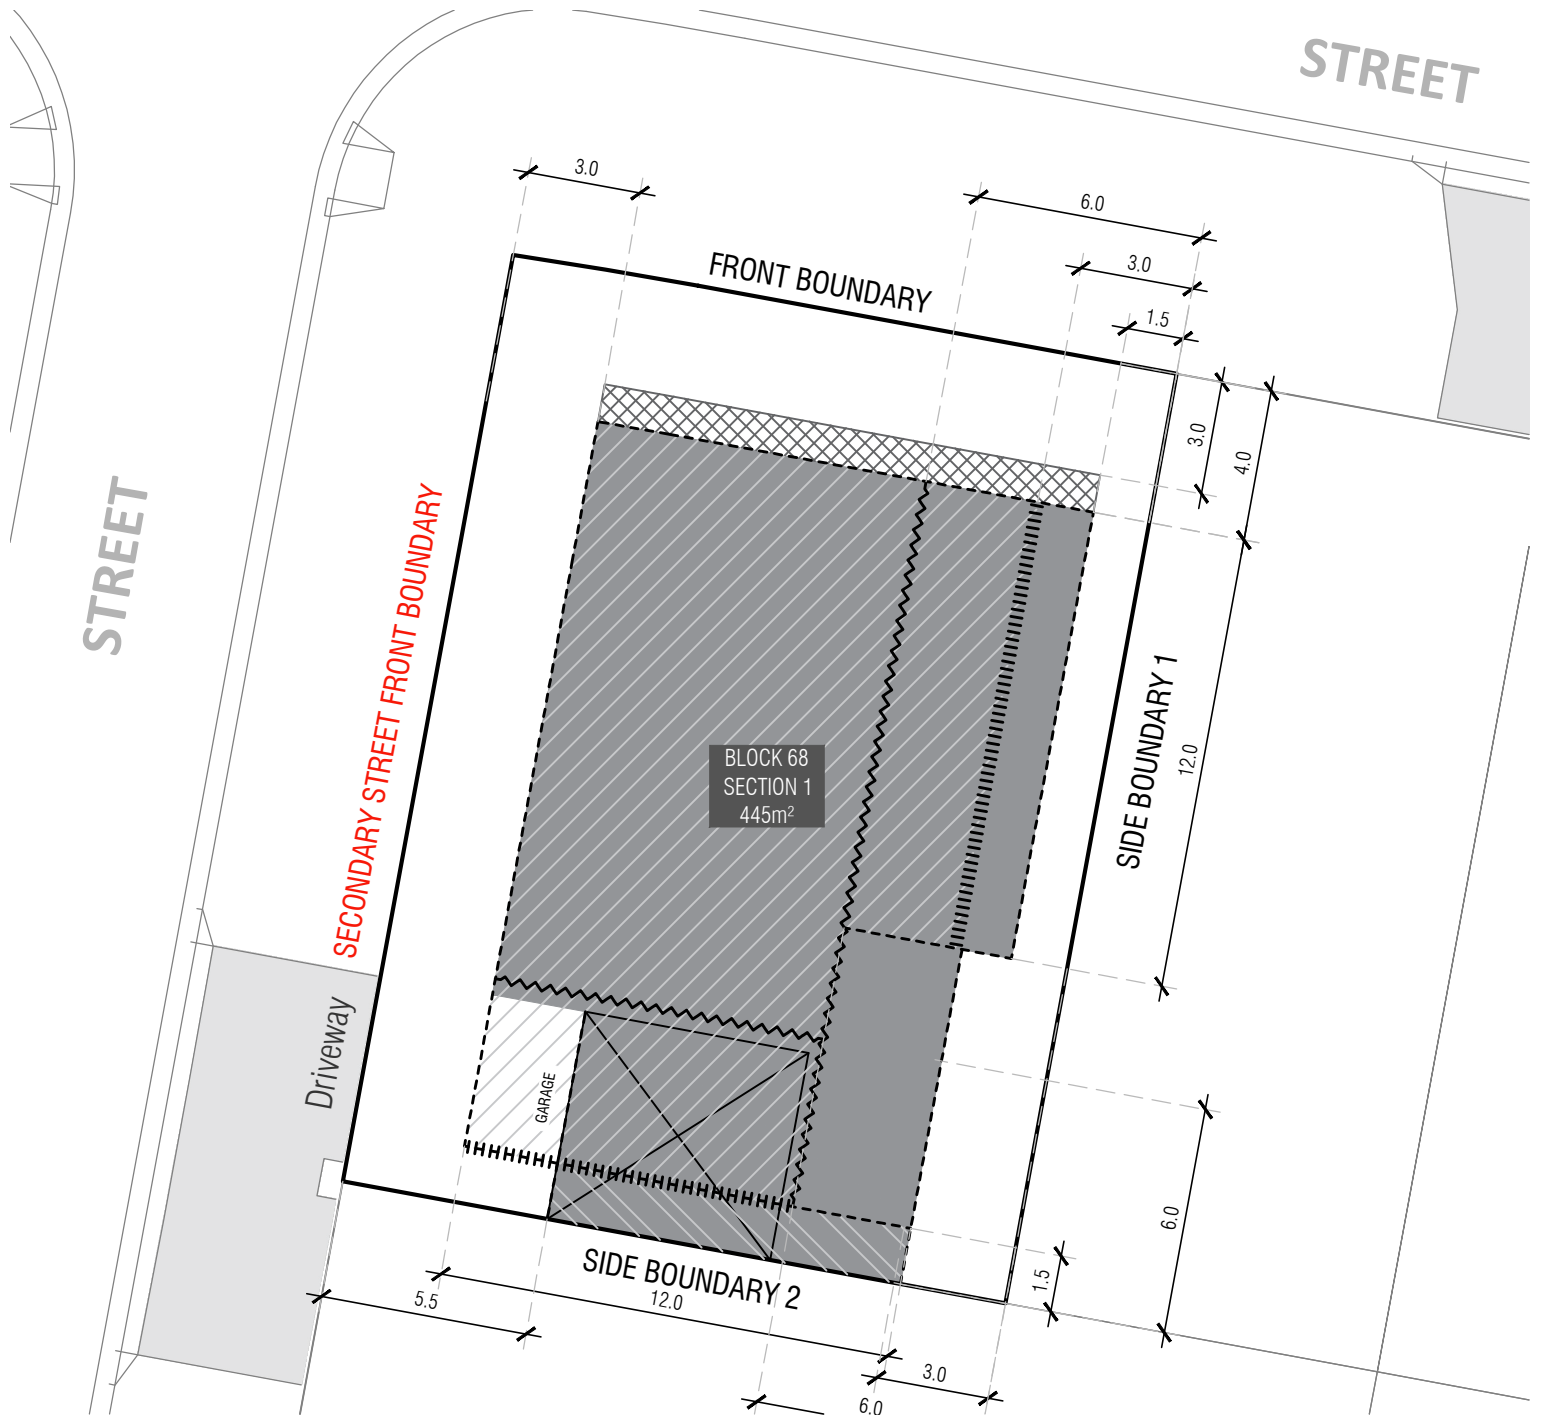 STREET
3.0
6.0
FRONT BOUNDARY
3.0
1.5
3.0
4.0
STREET
SECONDARY STREET FRONT BOUNDARY
BLOCK 68
SECTION 1
445m²
SIDE BOUNDARY 1
12.0
Driveway
GARAGE
6.0
SIDE BOUNDARY 2
1.5
5.5
12.0
3.0
6.0